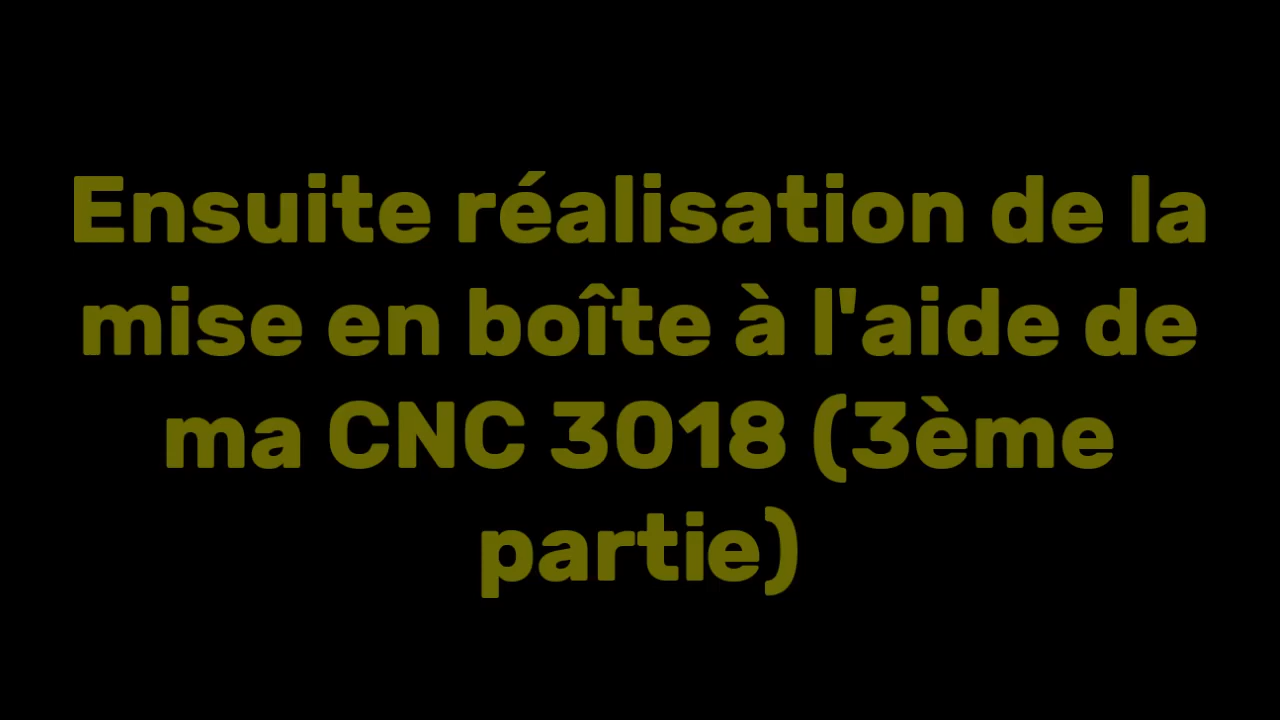 Ensuite réalisation de la
mise en boîte à l'aide de
ma CNC 3018 (3ème
partie)